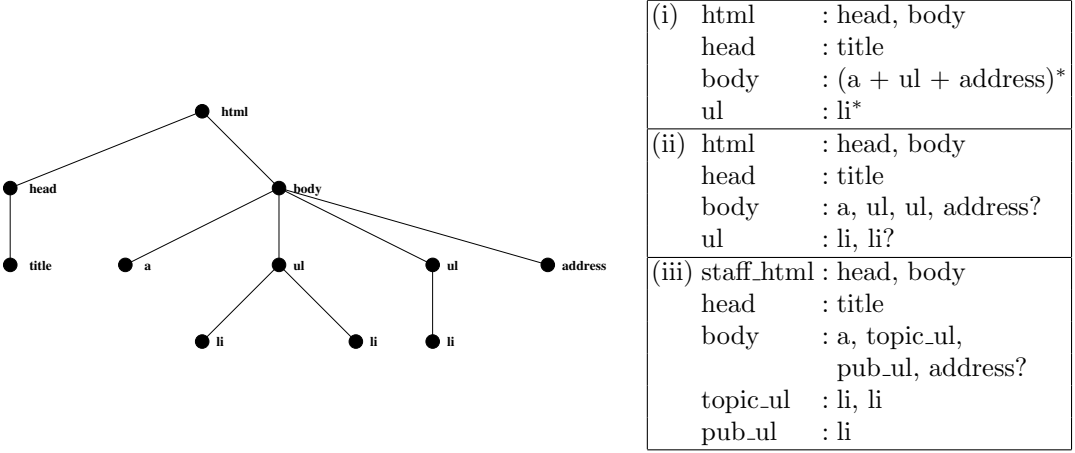 html
head
body
title
a
ul
ul
address
li
li
li
(i) html : head, body
head : title
body : (a + ul + address)*
ul : li*
(ii) html : head, body
head : title
body : a, ul, ul, address?
ul : li, li?
(iii) staff_html : head, body
head : title
body : a, topic_ul,
pub_ul, address?
topic_ul : li, li
pub_ul : li